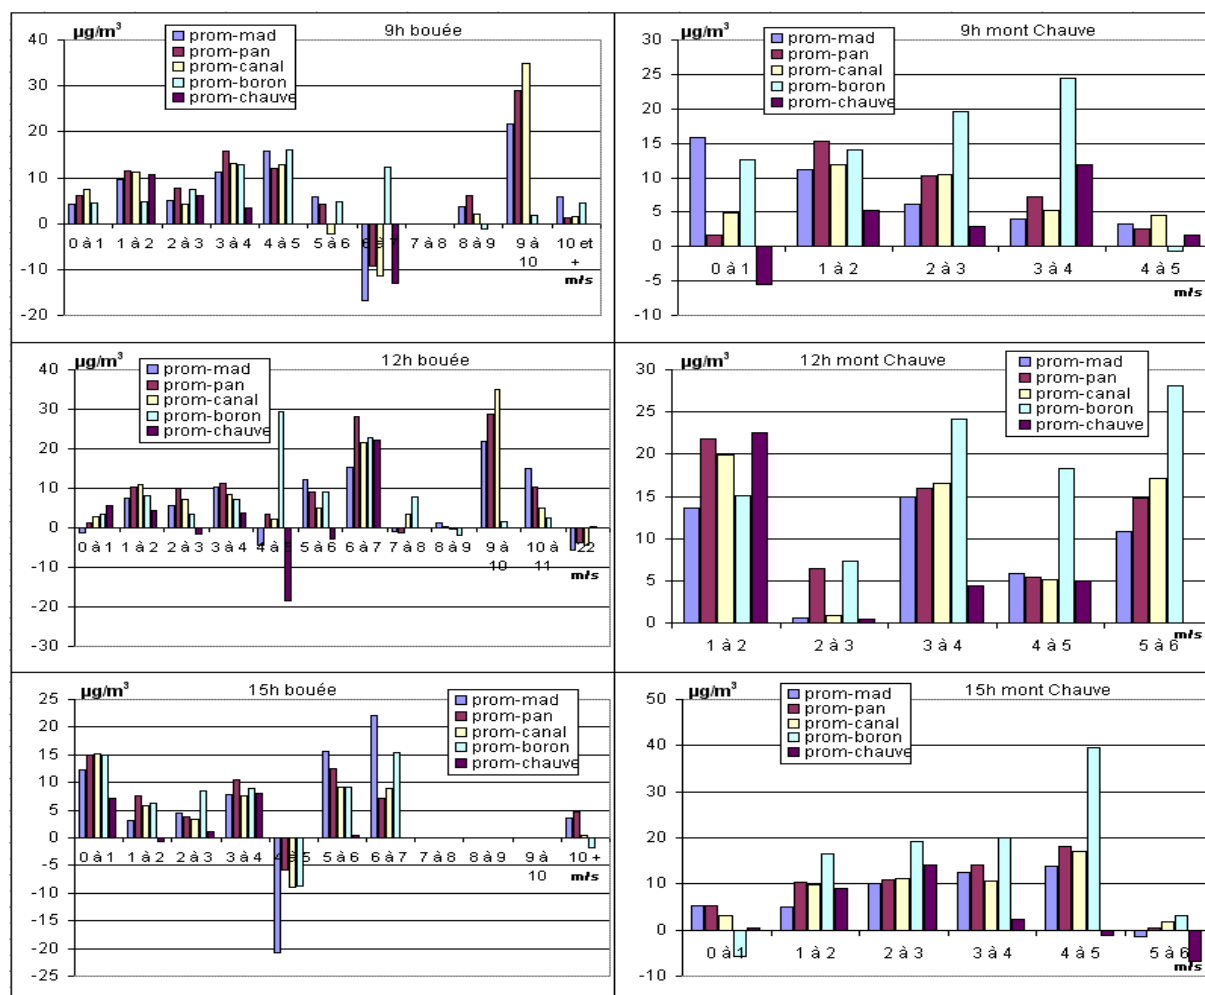 µg/m³ 9h bouée
prom-mad
prom-pan
prom-canal
prom-boron
prom-chauve
40
30
20
10
0
-10
-20
0 à 1 1 à 2 2 à 3 3 à 4 4 à 5 5 à 6 6 à 7 7 à 8 8 à 9 9 à 10 10 et +
m/s
µg/m³ 9h mont Chauve
prom-mad
prom-pan
prom-canal
prom-boron
prom-chauve
30
25
20
15
10
5
0
-5
-10
0 à 1 1 à 2 2 à 3 3 à 4 4 à 5
m/s
µg/m³ 12h bouée
prom-mad
prom-pan
prom-canal
prom-boron
prom-chauve
40
30
20
10
0
-10
-20
-30
0 à 1 1 à 2 2 à 3 3 à 4 4 à 5 5 à 6 6 à 7 7 à 8 8 à 9 9 à 10 10 à 11 22
m/s
µg/m³ 12h mont Chauve
prom-mad
prom-pan
prom-canal
prom-boron
prom-chauve
30
25
20
15
10
5
0
1 à 2 2 à 3 3 à 4 4 à 5 5 à 6
m/s
µg/m³ 15h bouée
prom-mad
prom-pan
prom-canal
prom-boron
prom-chauve
25
20
15
10
5
0
-5
-10
-15
-20
-25
0 à 1 1 à 2 2 à 3 3 à 4 4 à 5 5 à 6 6 à 7 7 à 8 8 à 9 9 à 10 10 +
m/s
µg/m³ 15h mont Chauve
prom-mad
prom-pan
prom-canal
prom-boron
prom-chauve
50
40
30
20
10
0
-10
0 à 1 1 à 2 2 à 3 3 à 4 4 à 5 5 à 6
m/s